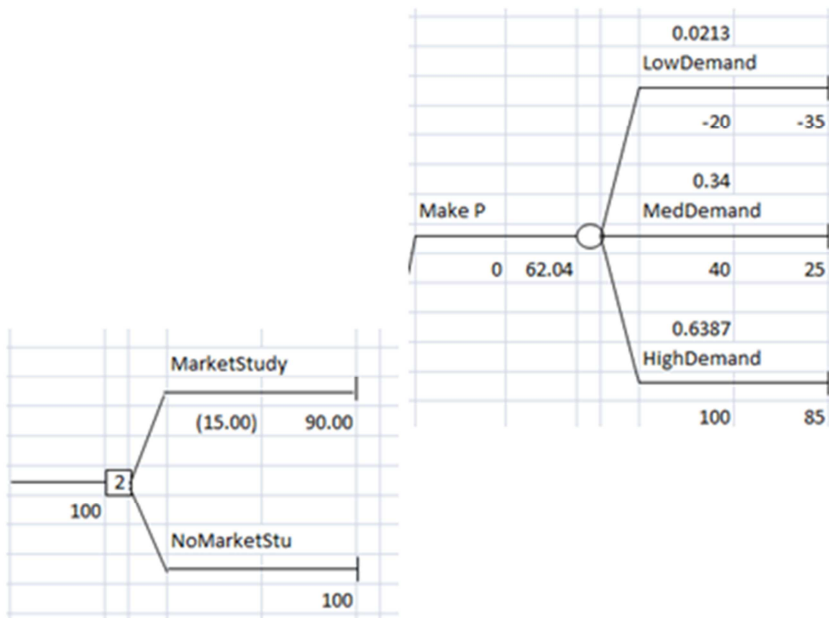 0.0213
LowDemand
-20 -35
0.34
Make P MedDemand
0 62.04 40 25
0.6387
HighDemand
100 85
MarketStudy
(15.00) 90.00
2
100
NoMarketStu
100